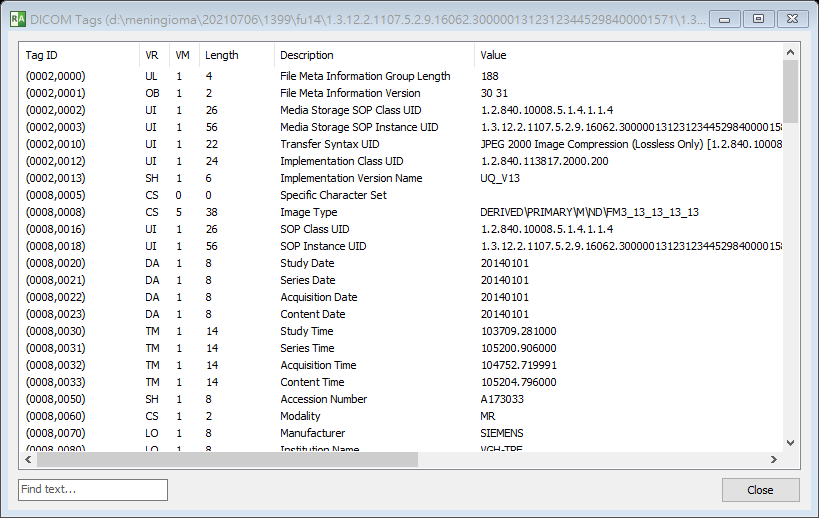 RA DICOM Tags (d:\meningioma\20210706\1399\fu14\1.3.12.2.1107.5.2.9.16062.30000013123123445298400001571\1.3...
Tag ID VR VM Length Description Value
(0002,0000) UL 1 4 File Meta Information Group Length 188
(0002,0001) OB 1 2 File Meta Information Version 30 31
(0002,0002) UI 1 26 Media Storage SOP Class UID 1.2.840.10008.5.1.4.1.1.4
(0002,0003) UI 1 56 Media Storage SOP Instance UID 1.3.12.2.1107.5.2.9.16062.3000001312312344529840000158
(0002,0010) UI 1 22 Transfer Syntax UID JPEG 2000 Image Compression (Lossless Only) [1.2.840.10008
(0002,0012) UI 1 24 Implementation Class UID 1.2.840.113817.2000.200
(0002,0013) SH 1 6 Implementation Version Name UQ_V13
(0008,0005) CS 0 0 Specific Character Set
(0008,0008) CS 5 38 Image Type DERIVED\PRIMARY\M\ND\FM3_13_13_13_13
(0008,0016) UI 1 26 SOP Class UID 1.2.840.10008.5.1.4.1.1.4
(0008,0018) UI 1 56 SOP Instance UID 1.3.12.2.1107.5.2.9.16062.3000001312312344529840000158
(0008,0020) DA 1 8 Study Date 20140101
(0008,0021) DA 1 8 Series Date 20140101
(0008,0022) DA 1 8 Acquisition Date 20140101
(0008,0023) DA 1 8 Content Date 20140101
(0008,0030) TM 1 14 Study Time 103709.281000
(0008,0031) TM 1 14 Series Time 105200.906000
(0008,0032) TM 1 14 Acquisition Time 104752.719991
(0008,0033) TM 1 14 Content Time 105204.796000
(0008,0050) SH 1 8 Accession Number A173033
(0008,0060) CS 1 2 Modality MR
(0008,0070) LO 1 8 Manufacturer SIEMENS
(0008,0080) LO 1 8 Institution Name VGH-TPE
Find text...
Close